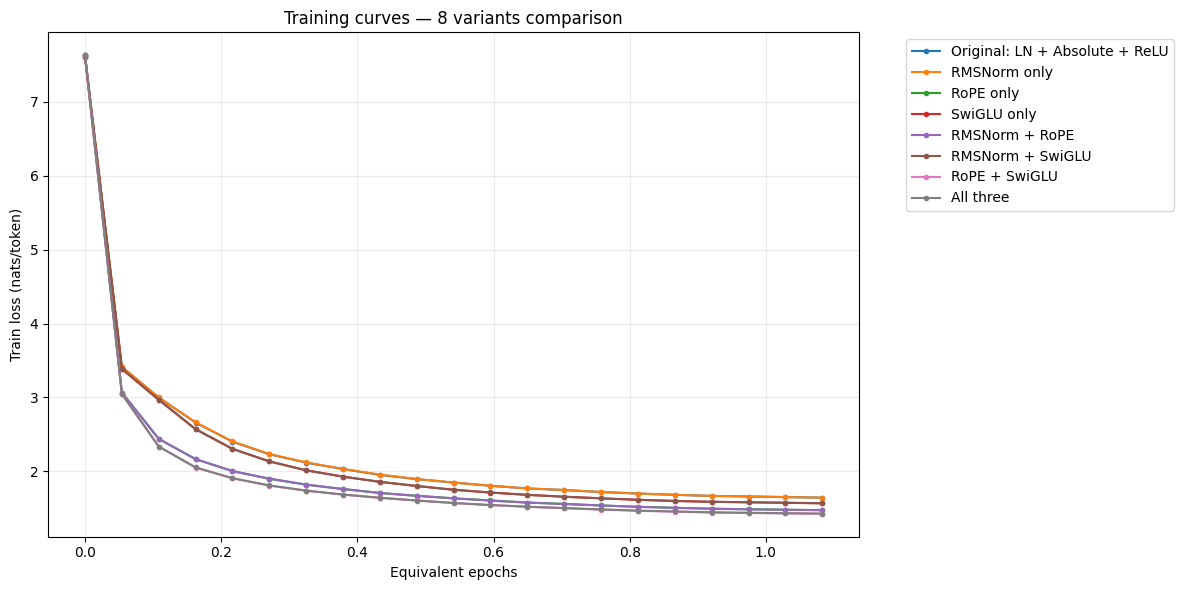 Training curves — 8 variants comparison
Train loss (nats/token)
7
6
5
4
3
2
0.0 0.2 0.4 0.6 0.8 1.0
Equivalent epochs
Original: LN + Absolute + ReLU
RMSNorm only
RoPE only
SwiGLU only
RMSNorm + RoPE
RMSNorm + SwiGLU
RoPE + SwiGLU
All three